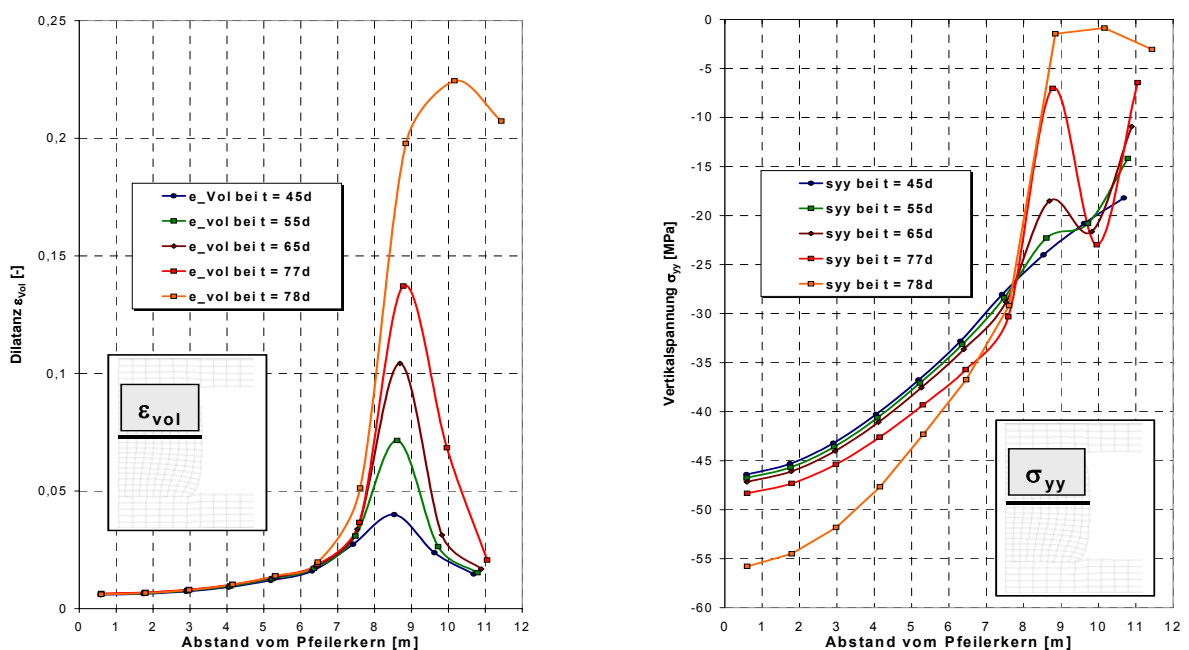 0,25
0,2
0,15
0,1
0,05
0
Dilatanz εVol [-]
e_Vol bei t = 45d
e_vol bei t = 55d
e_vol bei t = 65d
e_vol bei t = 77d
e_vol bei t = 78d
εvol
0 1 2 3 4 5 6 7 8 9 10 11 12
Abstand vom Pfeilerkern [m]
0
-5
-10
-15
-20
-25
-30
-35
-40
-45
-50
-55
-60
Vertikalspannung σyy [MPa]
syy bei t = 45d
syy bei t = 55d
syy bei t = 65d
syy bei t = 77d
syy bei t = 78d
σyy
0 1 2 3 4 5 6 7 8 9 10 11 12
Abstand vom Pfeilerkern [m]